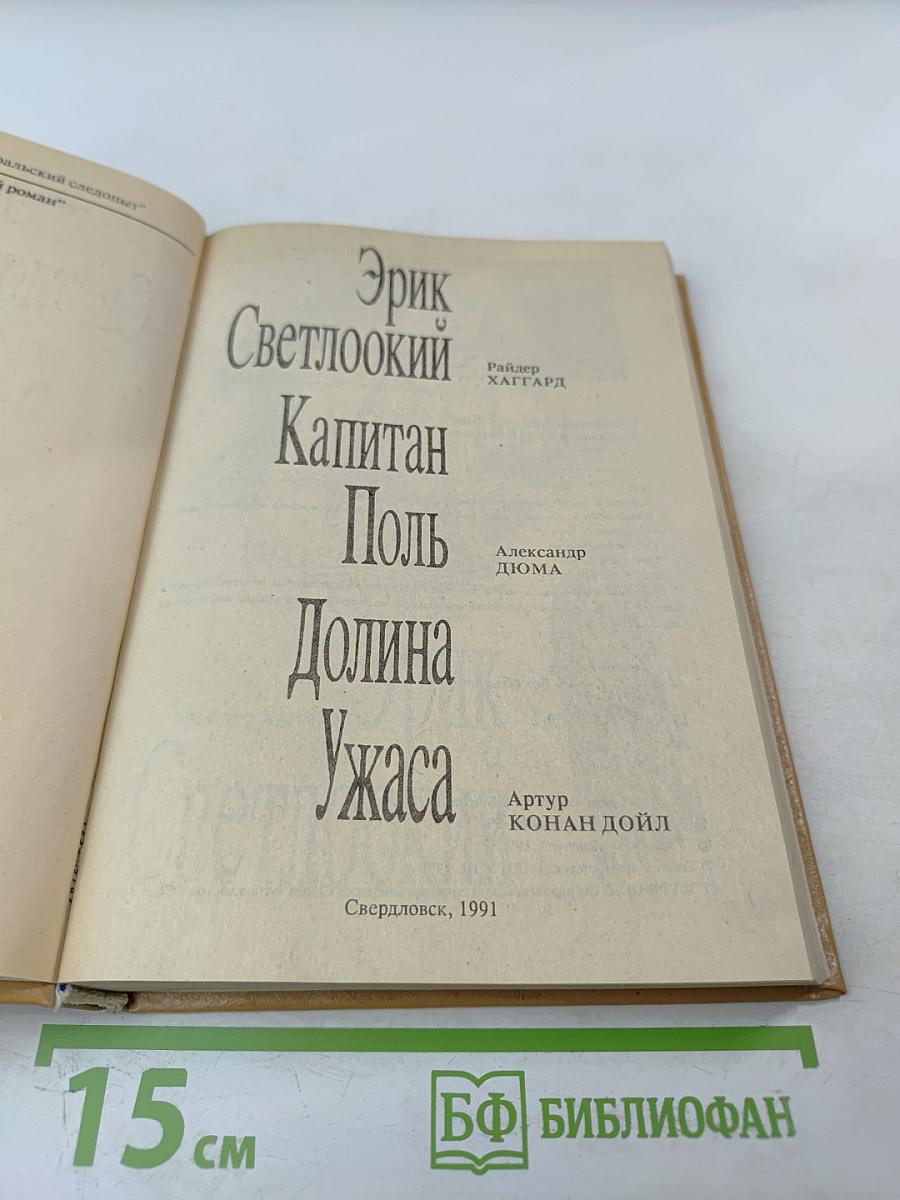 следопыт"
роман"
Эрик
Светлоокий
Райдер
ХАГГАРД
Капитан
Поль
Александр
ДЮМА
Долина
Ужаса
Артур
КОНАН ДОЙЛ
Свердловск, 1991
15 см
БФ БИБЛИОФАН